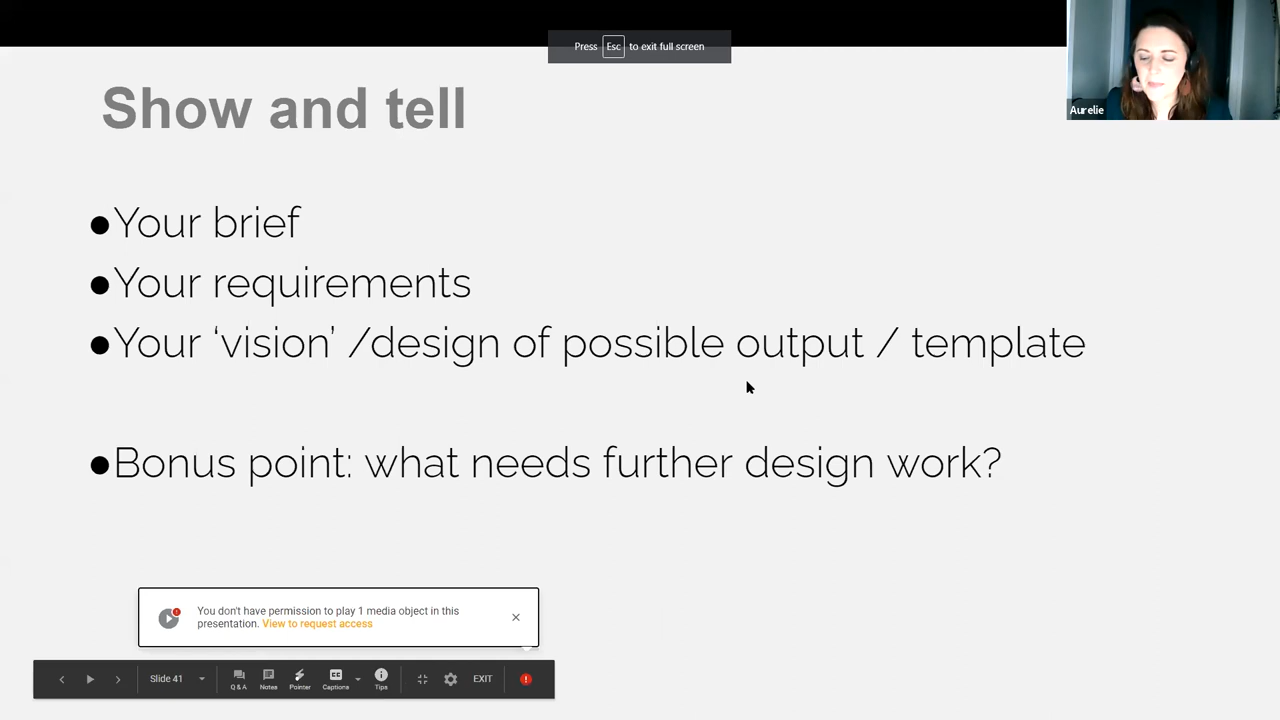 Press Esc to exit full screen
Aurelie
Show and tell
●Your brief
●Your requirements
●Your ‘vision’ /design of possible output / template
●Bonus point: what needs further design work?
You don't have permission to play 1 media object in this
presentation. View to request access
Slide 41
Q & A
Notes
Pointer
Captions
Tips
EXIT